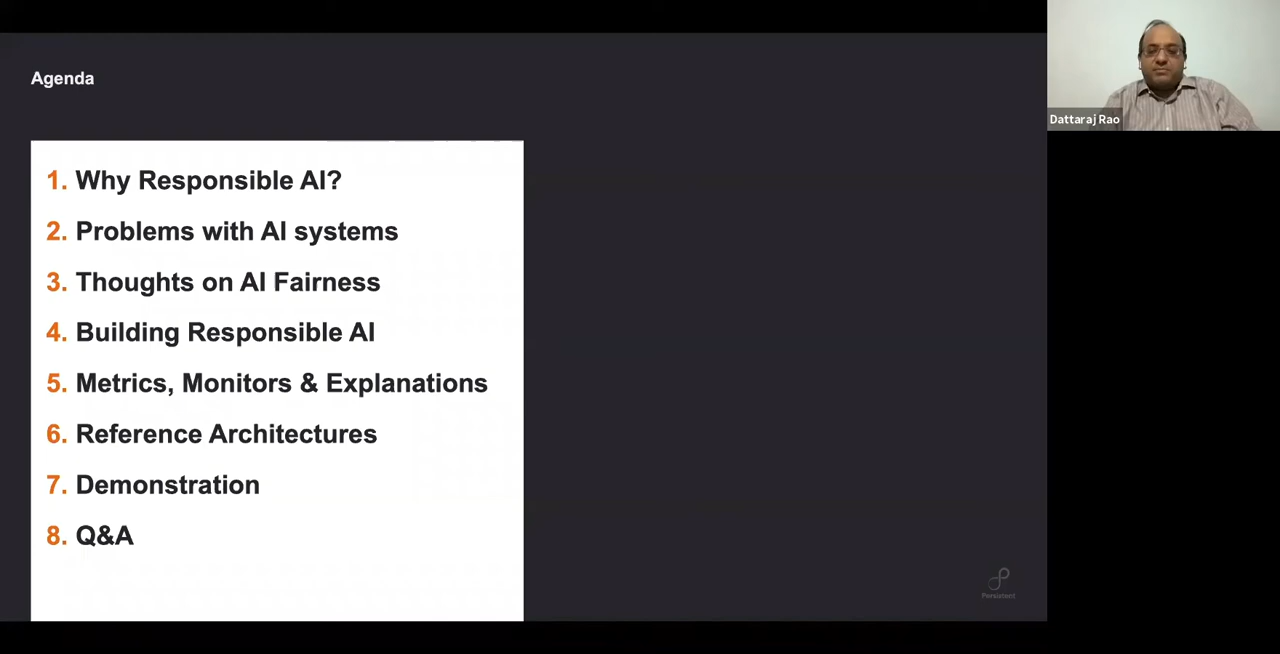 Agenda
1. Why Responsible AI?
2. Problems with AI systems
3. Thoughts on AI Fairness
4. Building Responsible AI
5. Metrics, Monitors & Explanations
6. Reference Architectures
7. Demonstration
8. Q&A
Persistent
Dattaraj Rao